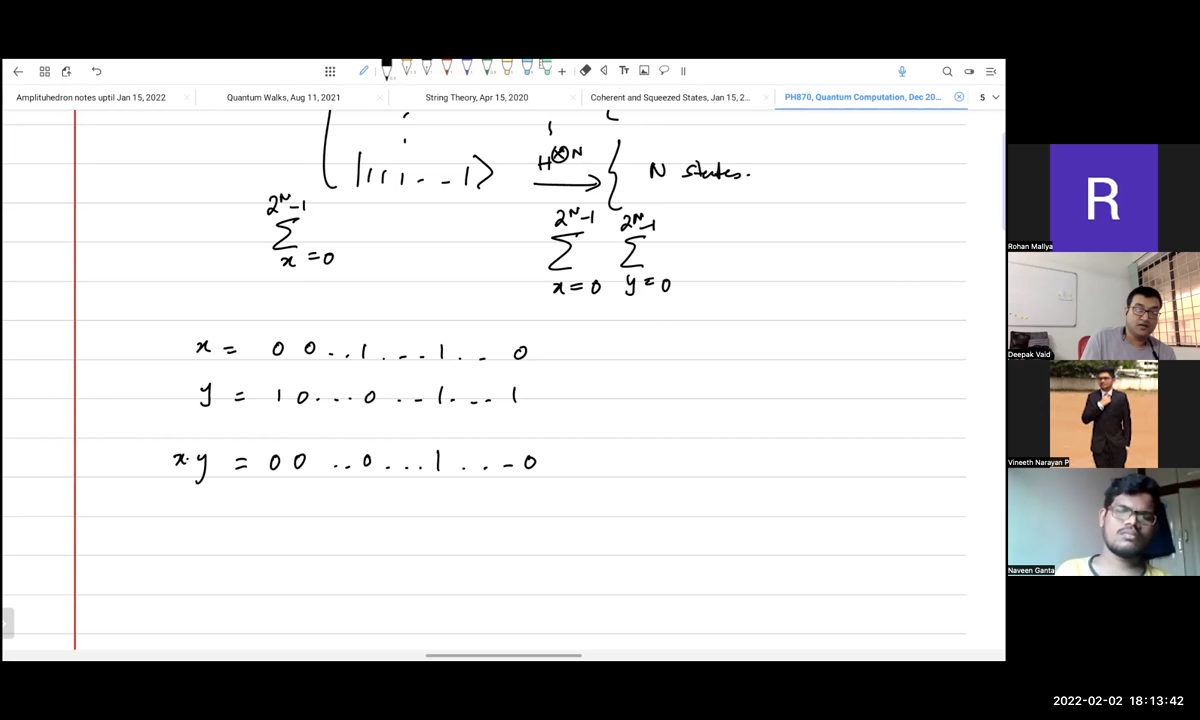 Amplituhedron notes uptil Jan 15, 2022
Quantum Walks, Aug 11, 2021
String Theory, Apr 15, 2020
Coherent and Squeezed States, Jan 15, 2...
PH870, Quantum Computation, Dec 20...
5
|111..-1⟩ H⊗N → { N states.
2^N-1 2^N-1 2^N-1
Σ Σ Σ
x=0 x=0 y=0
x = 0 0 ..1...-1.. 0
y = 1 0...0..-1.-.1
x.y = 0 0 ..0...1...-0
Rohan Mallya
Deepak Vaid
Vineeth Narayan P
Naveen Ganta
2022-02-02 18:13:42
R